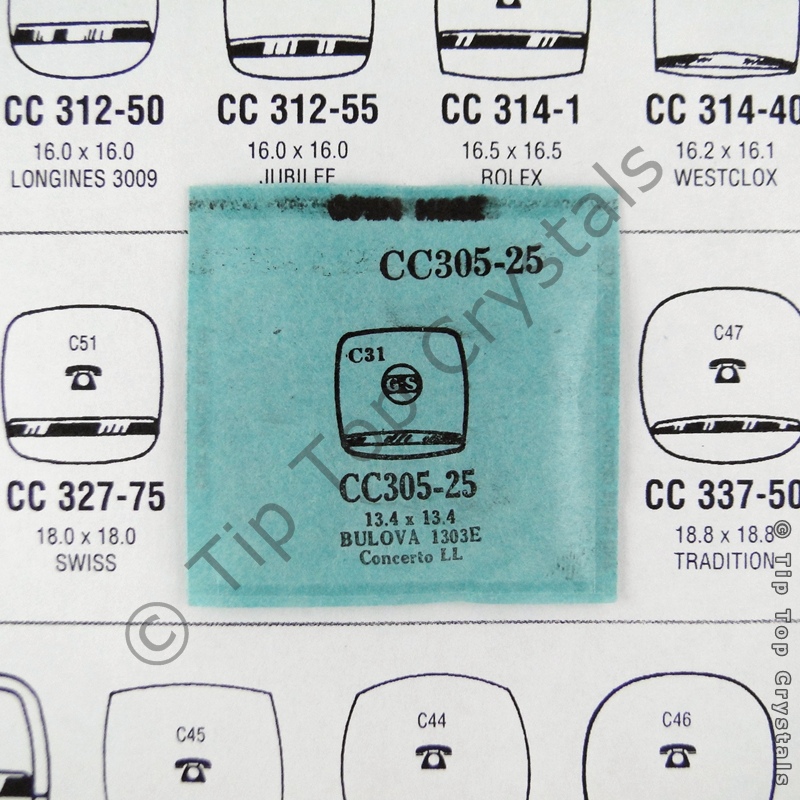 CC 312-50
16.0 x 16.0
LONGINES 3009
CC 312-55
16.0 x 16.0
JUBILEE
CC 314-1
16.5 x 16.5
ROLEX
CC 314-40
16.2 x 16.1
WESTCLOX
CC305-25
C31
G-S
CC305-25
13.4 x 13.4
BULOVA 1303E
Concerto LL
C51
CC 327-75
18.0 x 18.0
SWISS
C47
CC 337-50
18.8 x 18.8
TRADITION
C45
C44
C46
© Tip Top Crystals
© Tip Top Crystals